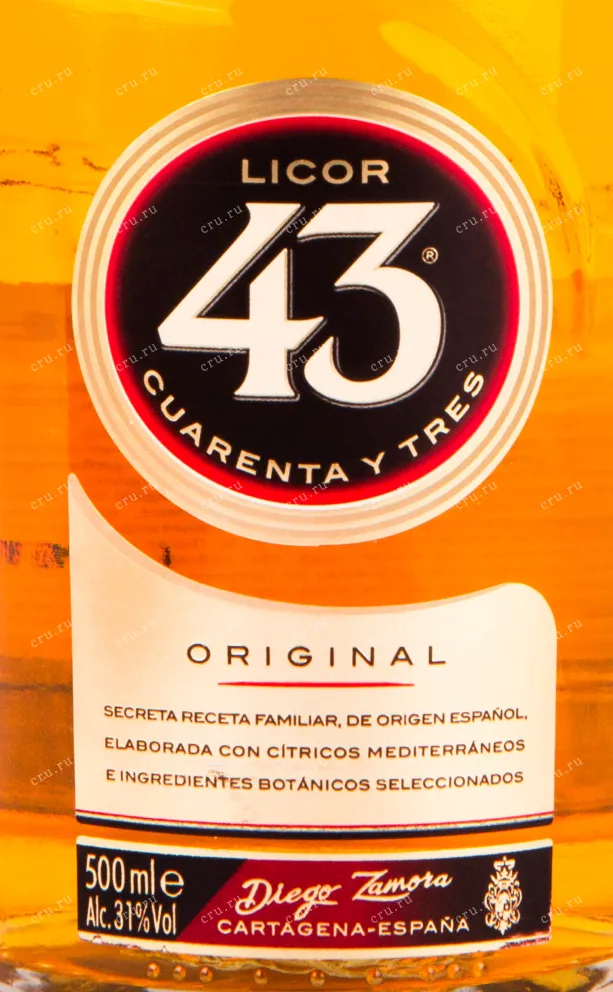 LICOR
43®
CUARENTA Y TRES
ORIGINAL
SECRETA RECETA FAMILIAR, DE ORIGEN ESPAÑOL,
ELABORADA CON CÍTRICOS MEDITERRÁNEOS
E INGREDIENTES BOTÁNICOS SELECCIONADOS
500 ml e
Alc. 31% Vol
Diego Zamora
CARTAGENA-ESPAÑA
cru.ru